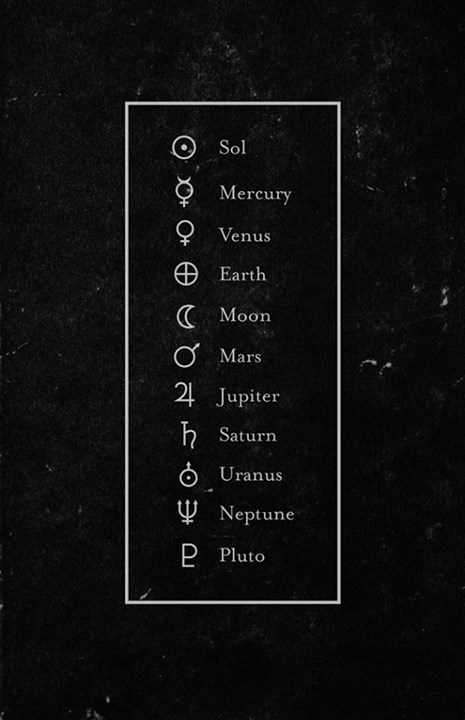 ☉ Sol
☿ Mercury
♀ Venus
🜨 Earth
☾ Moon
♂ Mars
♃ Jupiter
♄ Saturn
⛢ Uranus
♆ Neptune
♇ Pluto